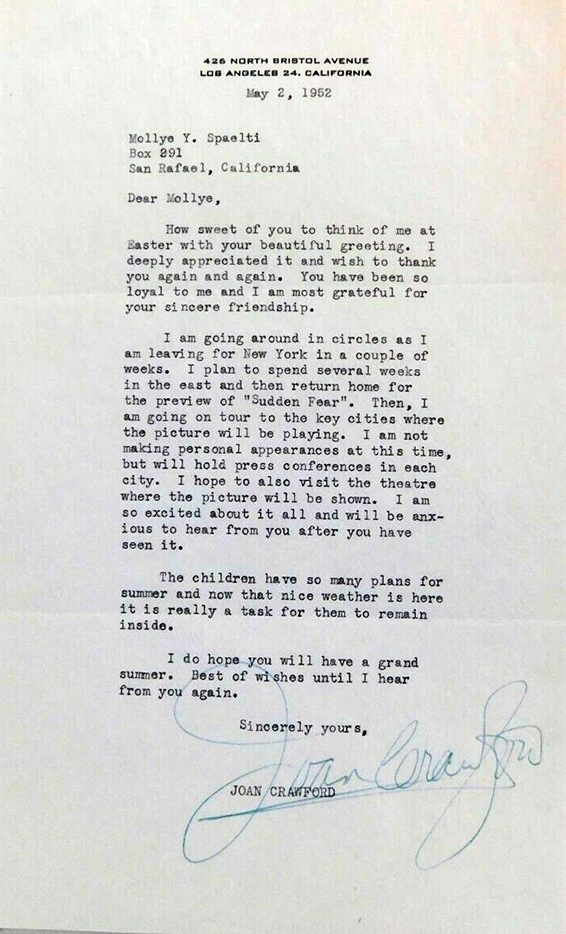 426 NORTH BRISTOL AVENUE
LOS ANGELES 24, CALIFORNIA
May 2, 1952
Mollye Y. Spaelti
Box 291
San Rafael, California
Dear Mollye,
How sweet of you to think of me at
Easter with your beautiful greeting. I
deeply appreciated it and wish to thank
you again and again. You have been so
loyal to me and I am most grateful for
your sincere friendship.
I am going around in circles as I
am leaving for New York in a couple of
weeks. I plan to spend several weeks
in the east and then return home for
the preview of "Sudden Fear". Then, I
am going on tour to the key cities where
the picture will be playing. I am not
making personal appearances at this time,
but will hold press conferences in each
city. I hope to also visit the theatre
where the picture will be shown. I am
so excited about it all and will be anx-
ious to hear from you after you have
seen it.
The children have so many plans for
summer and now that nice weather is here
it is really a task for them to remain
inside.
I do hope you will have a grand
summer. Best of wishes until I hear
from you again.
Sincerely yours,
Joan Crawford
JOAN CRAWFORD